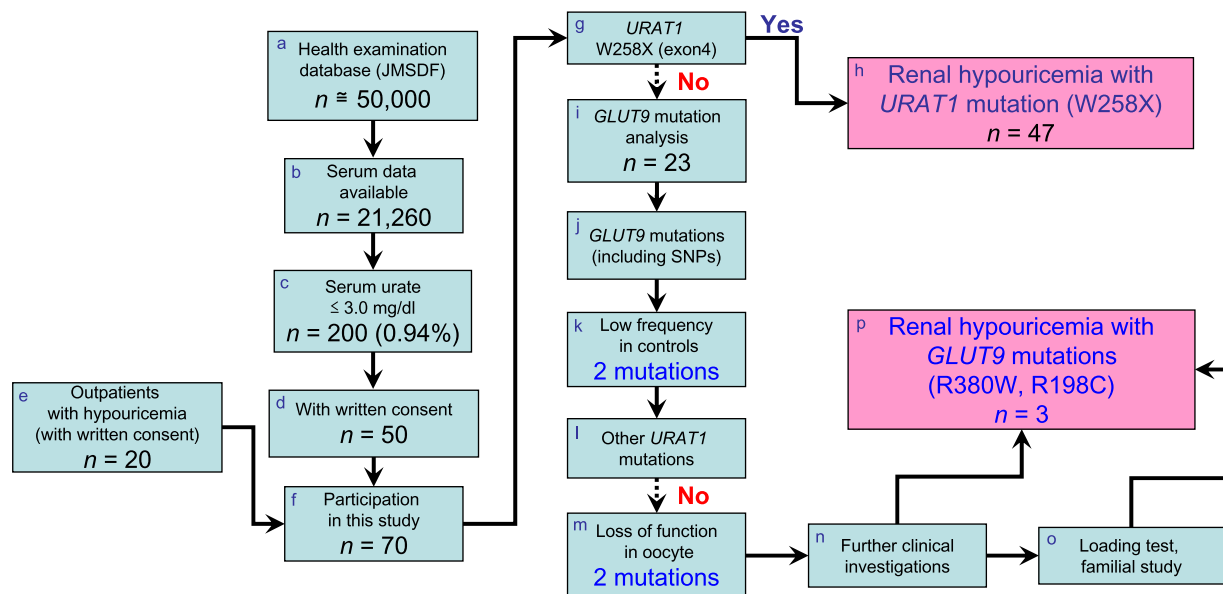 a
Health examination
database (JMSDF)
n ≅ 50,000
b
Serum data
available
n = 21,260
c
Serum urate
≤ 3.0 mg/dl
n = 200 (0.94%)
d
With written consent
n = 50
e
Outpatients
with hypouricemia
(with written consent)
n = 20
f
Participation
in this study
n = 70
g
URAT1
W258X (exon4)
Yes
No
h
Renal hypouricemia with
URAT1 mutation (W258X)
n = 47
i
GLUT9 mutation
analysis
n = 23
j
GLUT9 mutations
(including SNPs)
k
Low frequency
in controls
2 mutations
l
Other URAT1
mutations
No
m
Loss of function
in oocyte
2 mutations
n
Further clinical
investigations
o
Loading test,
familial study
p
Renal hypouricemia with
GLUT9 mutations
(R380W, R198C)
n = 3